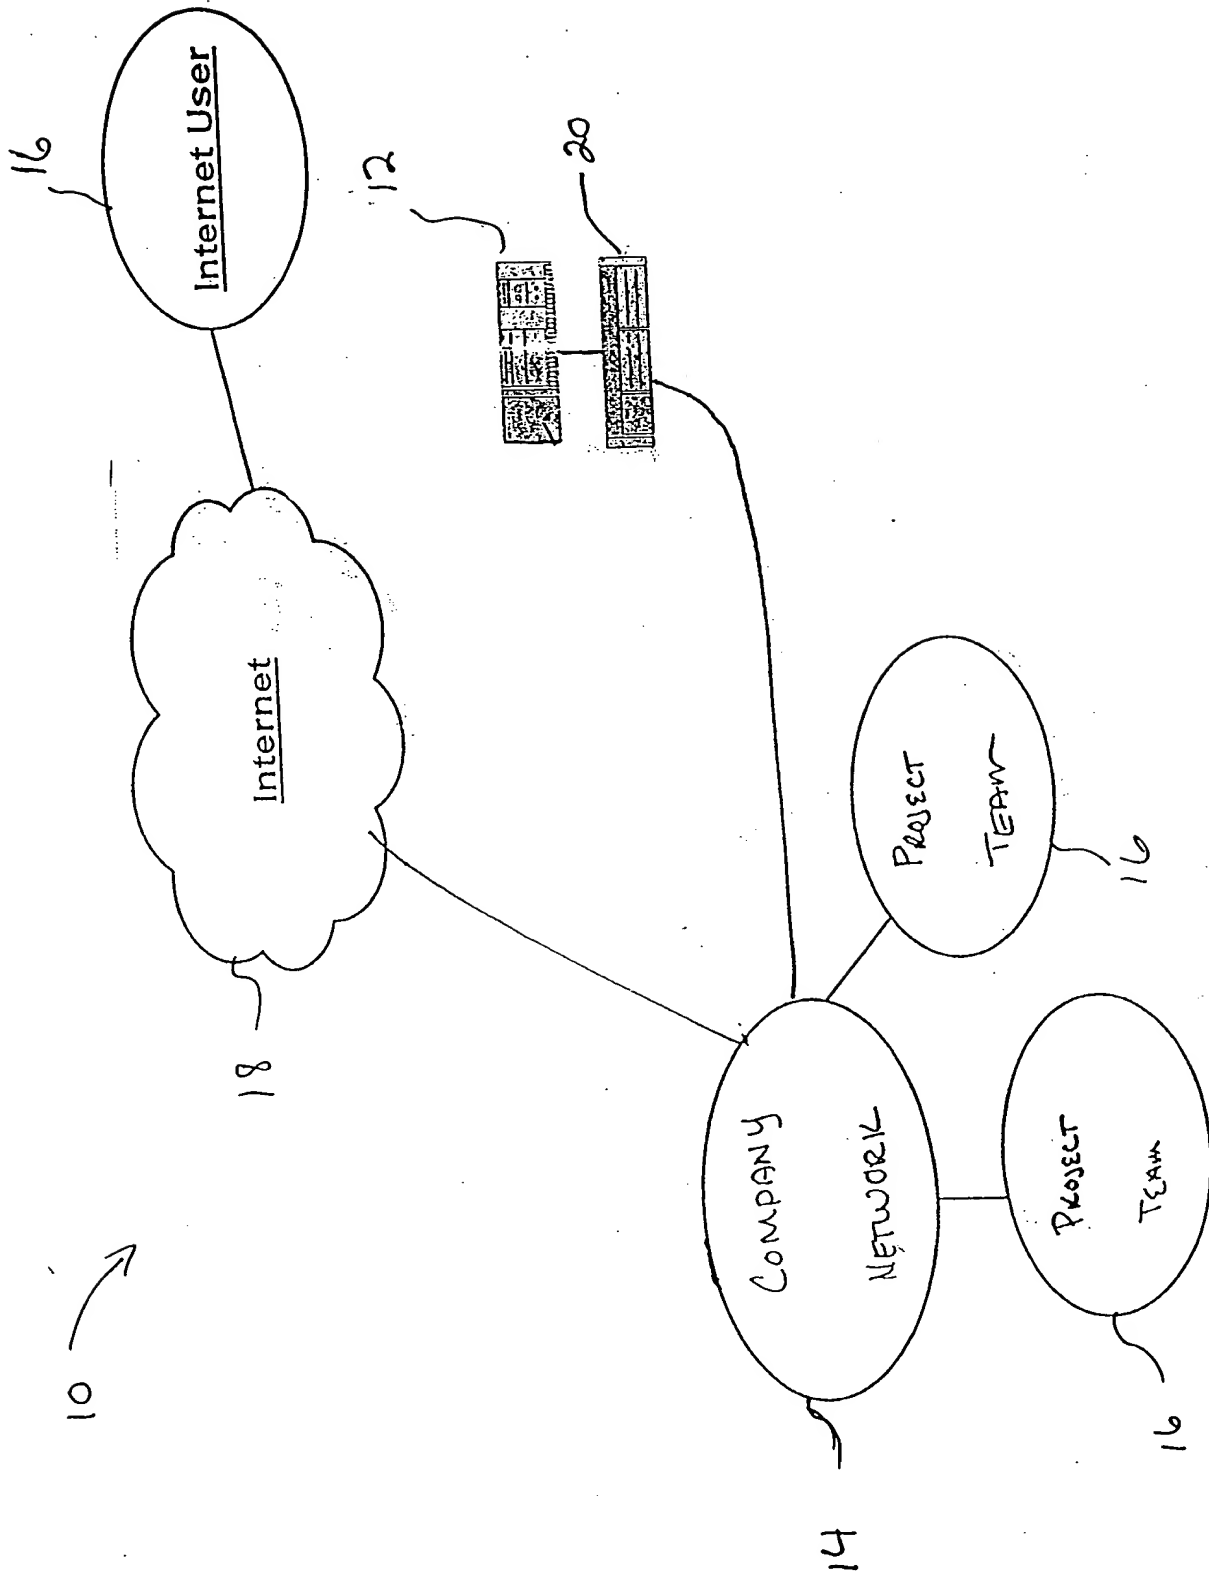 10
18
Internet
16
Internet User
12
20
14
COMPANY
NETWORK
PROJECT
TEAM
16
PROJECT
TEAM
16